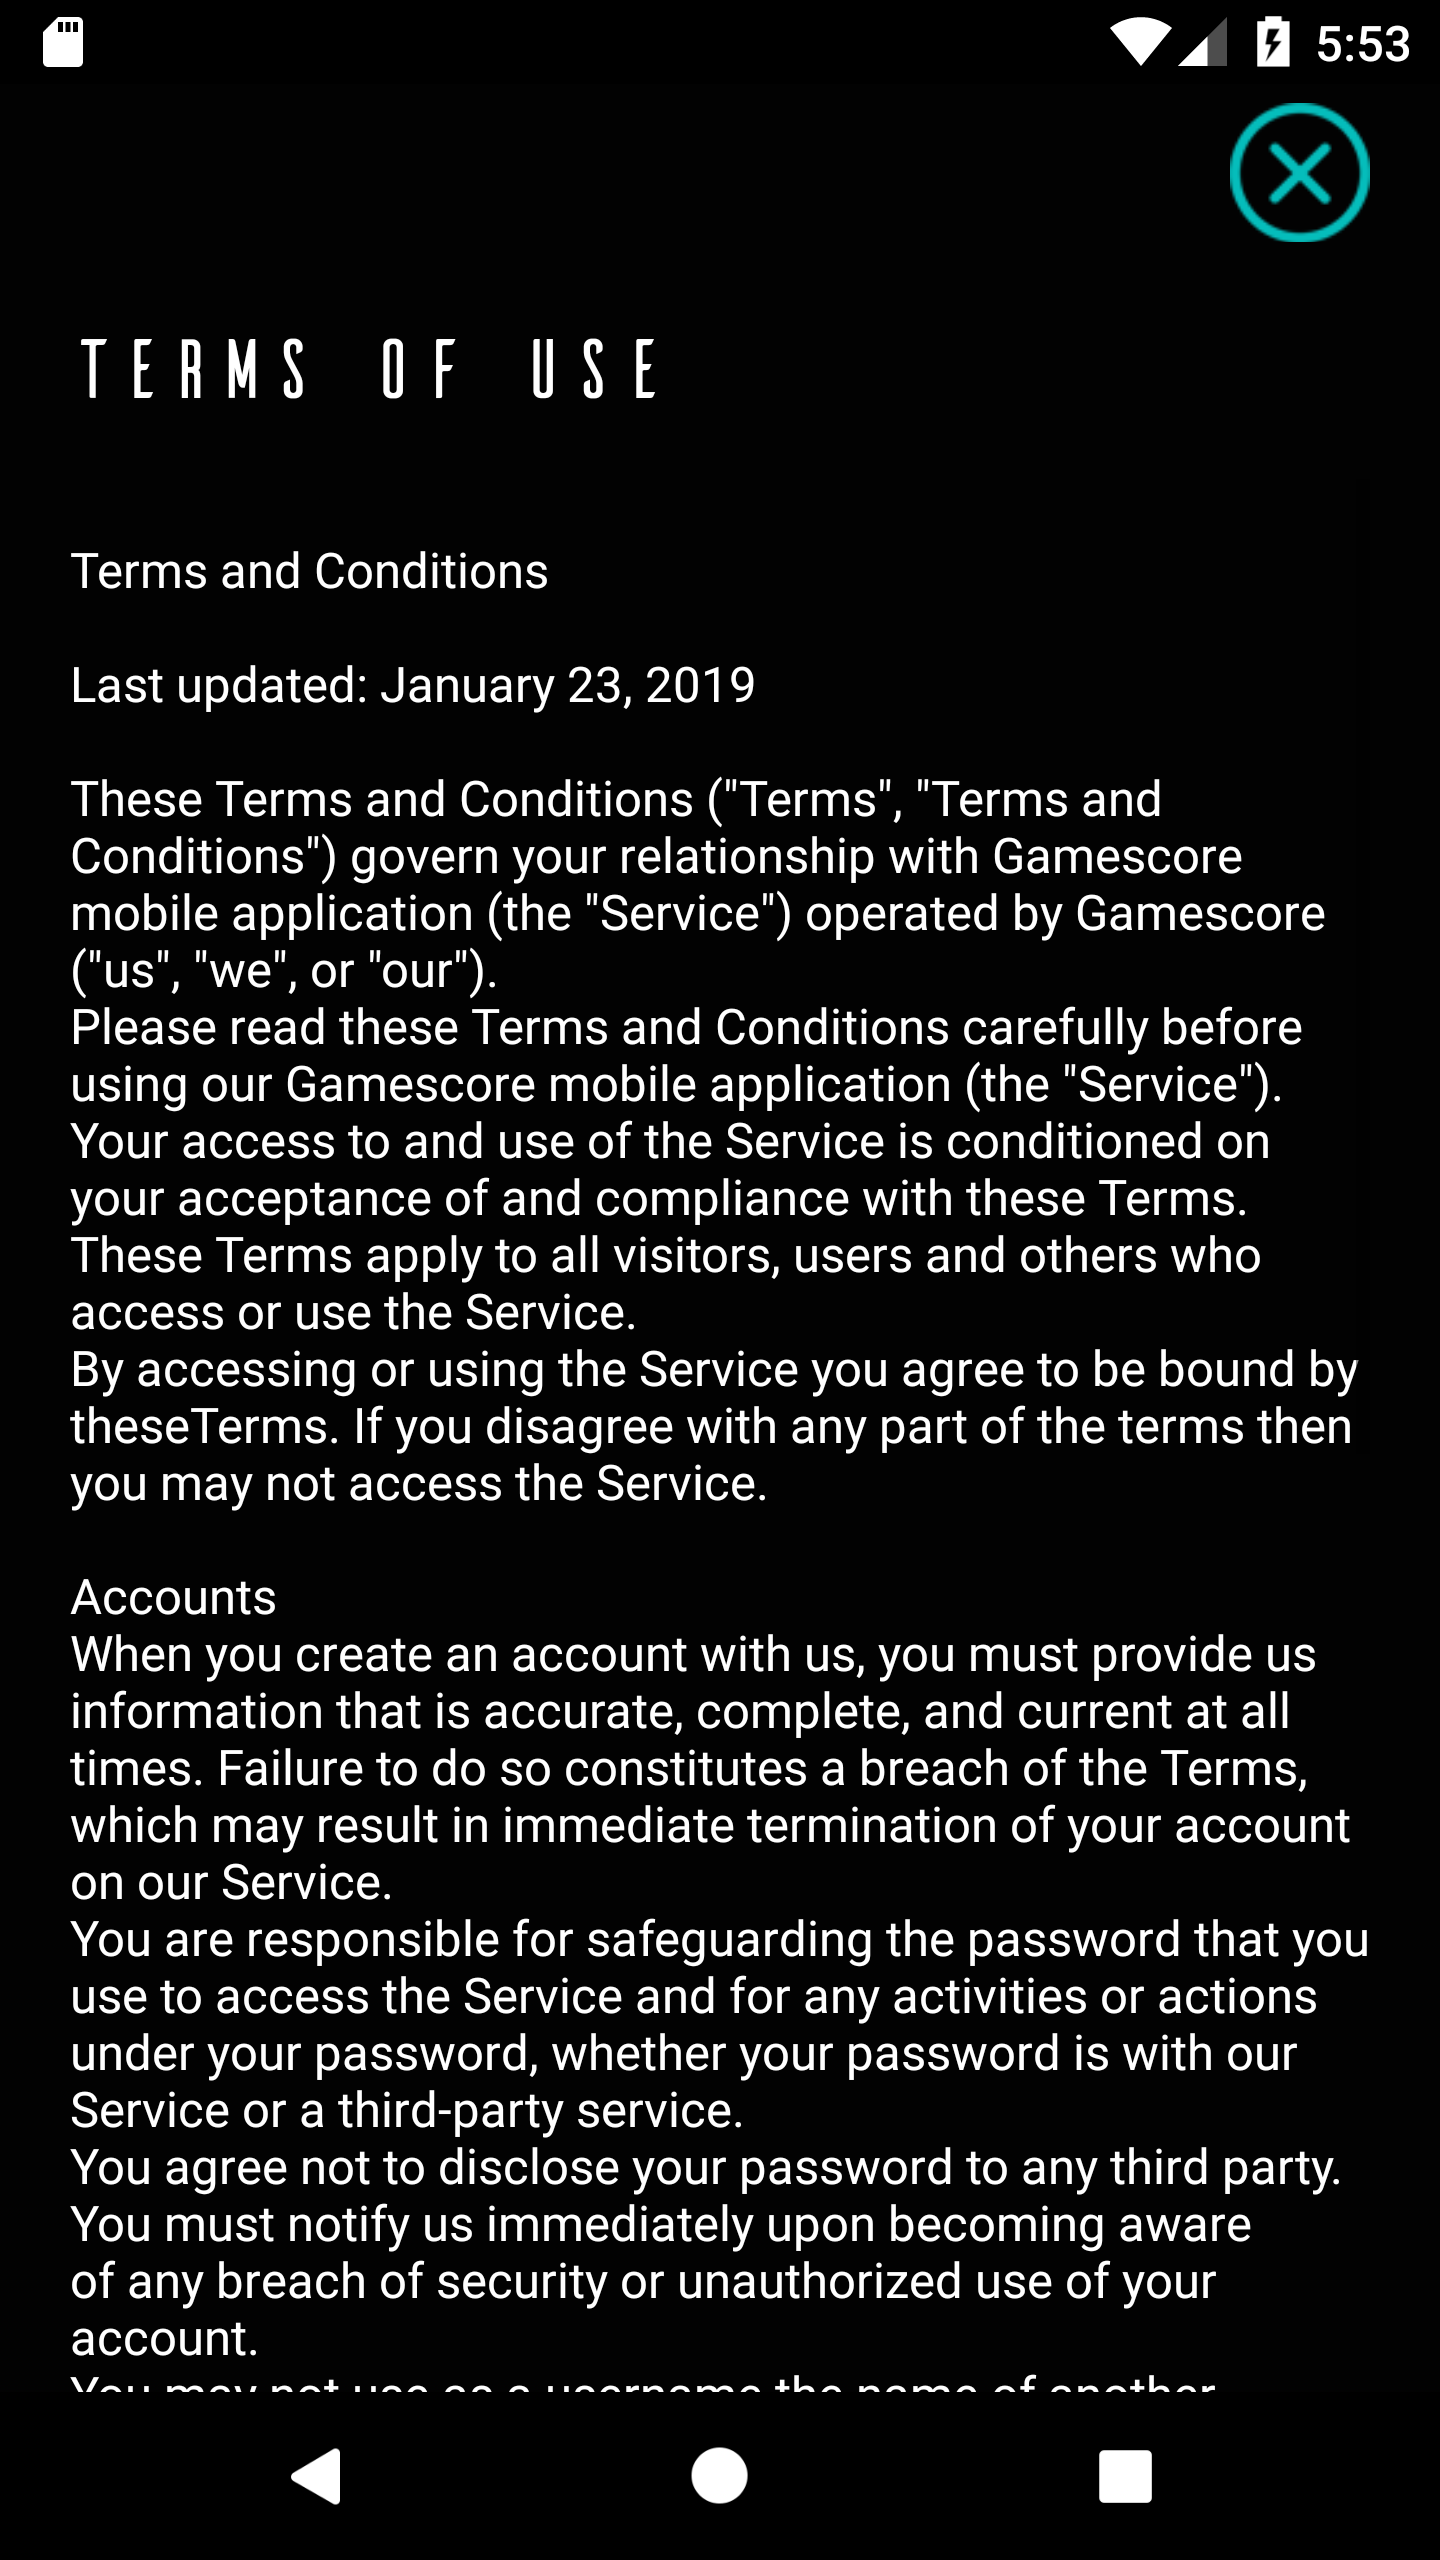 5:53
TERMS OF USE
Terms and Conditions
Last updated: January 23, 2019
These Terms and Conditions ("Terms", "Terms and
Conditions") govern your relationship with Gamescore
mobile application (the "Service") operated by Gamescore
("us", "we", or "our").
Please read these Terms and Conditions carefully before
using our Gamescore mobile application (the "Service").
Your access to and use of the Service is conditioned on
your acceptance of and compliance with these Terms.
These Terms apply to all visitors, users and others who
access or use the Service.
By accessing or using the Service you agree to be bound by
theseTerms. If you disagree with any part of the terms then
you may not access the Service.
Accounts
When you create an account with us, you must provide us
information that is accurate, complete, and current at all
times. Failure to do so constitutes a breach of the Terms,
which may result in immediate termination of your account
on our Service.
You are responsible for safeguarding the password that you
use to access the Service and for any activities or actions
under your password, whether your password is with our
Service or a third-party service.
You agree not to disclose your password to any third party.
You must notify us immediately upon becoming aware
of any breach of security or unauthorized use of your
account.
You may not use as a username the name of another